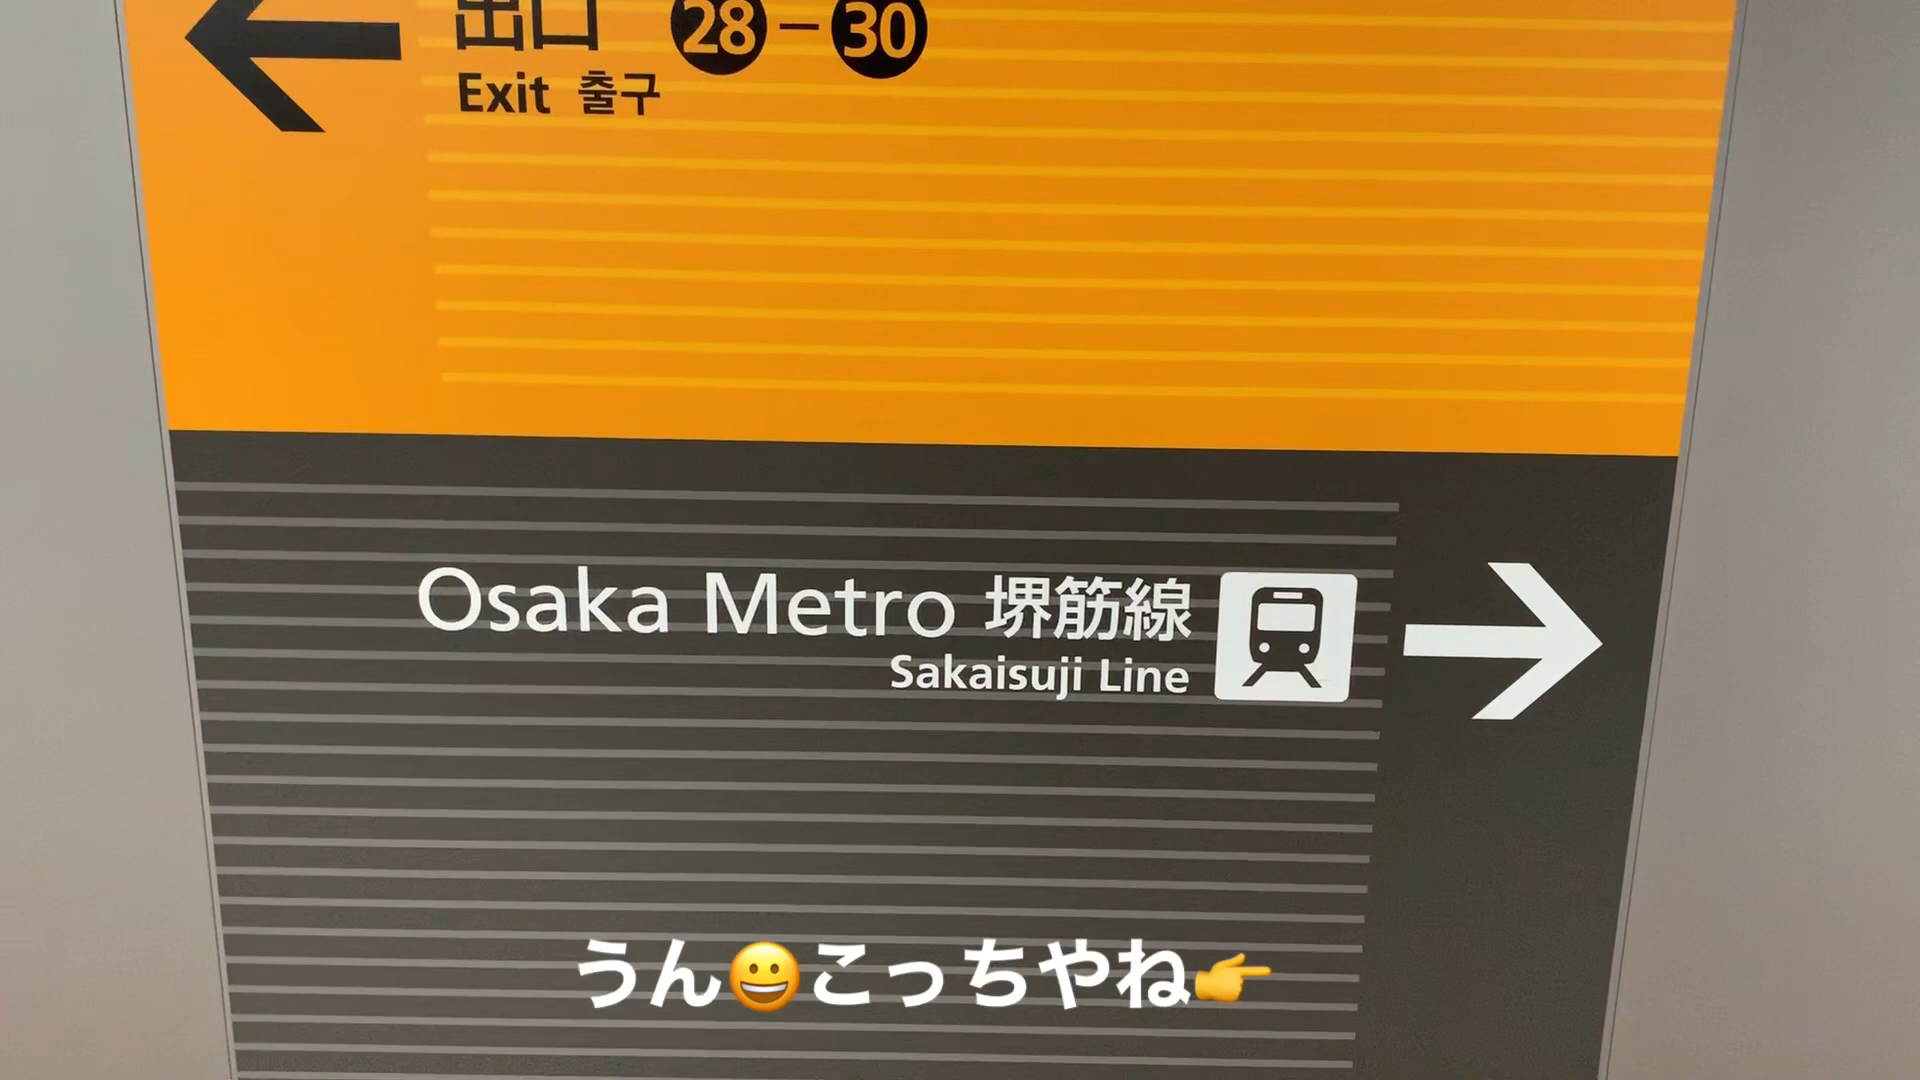 出口 28 – 30
Exit 출구
Osaka Metro 堺筋線
Sakaisuji Line
うん😀こっちやね👉